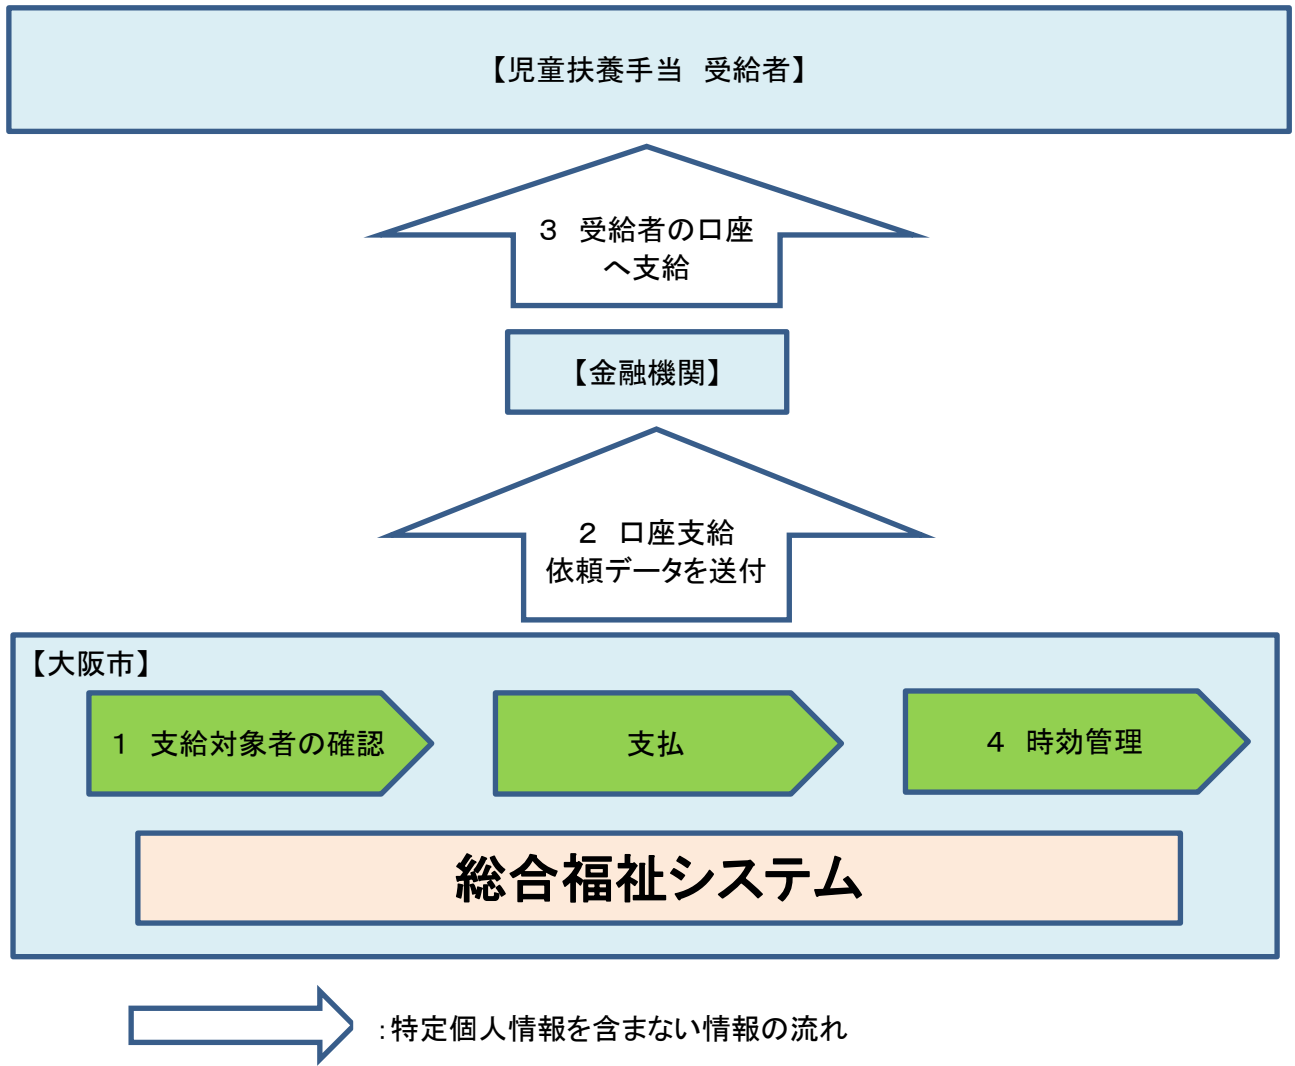 【児童扶養手当　受給者】
３　受給者の口座
へ支給
【金融機関】
２　口座支給
依頼データを送付
【大阪市】
１　支給対象者の確認
支払
４　時効管理
総合福祉システム
：特定個人情報を含まない情報の流れ